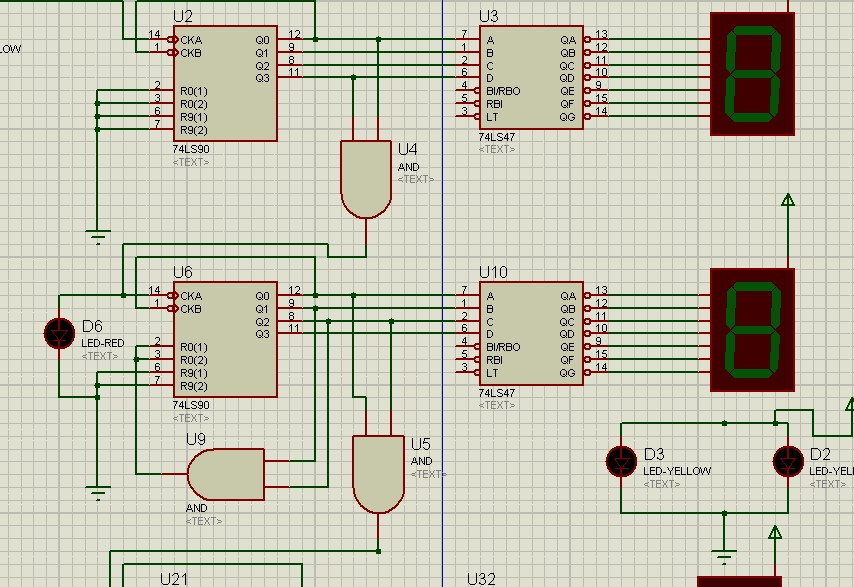 U2
U3
LOW
14 CKA Q0 12
1 CKB Q1 9
Q2 8
Q3 11
2 R0(1)
3 R0(2)
6 R9(1)
7 R9(2)
74LS90
<TEXT>
7 A QA 13
1 B QB 12
2 C QC 11
6 D QD 10
4 BI/RBO QE 9
5 RBI QF 15
3 LT QG 14
74LS47
<TEXT>
U4
AND
<TEXT>
U6
U10
14 CKA Q0 12
1 CKB Q1 9
Q2 8
Q3 11
2 R0(1)
3 R0(2)
6 R9(1)
7 R9(2)
74LS90
<TEXT>
7 A QA 13
1 B QB 12
2 C QC 11
6 D QD 10
4 BI/RBO QE 9
5 RBI QF 15
3 LT QG 14
74LS47
<TEXT>
D6
LED-RED
<TEXT>
U9
AND
<TEXT>
U5
AND
<TEXT>
D3
LED-YELLOW
<TEXT>
D2
LED-YELL
<TEXT>
U21
U32